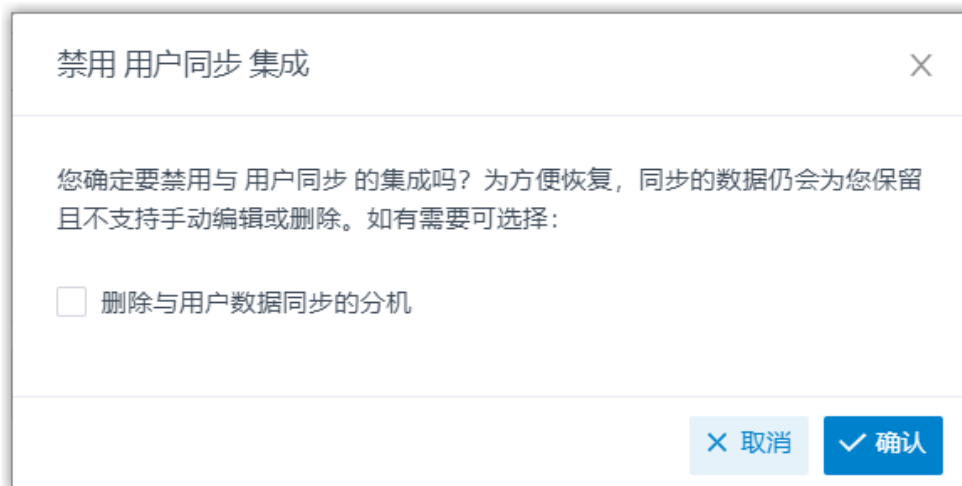 禁用 用户同步 集成
您确定要禁用与 用户同步 的集成吗？为方便恢复，同步的数据仍会为您保留
且不支持手动编辑或删除。如有需要可选择：
删除与用户数据同步的分机
取消 确认